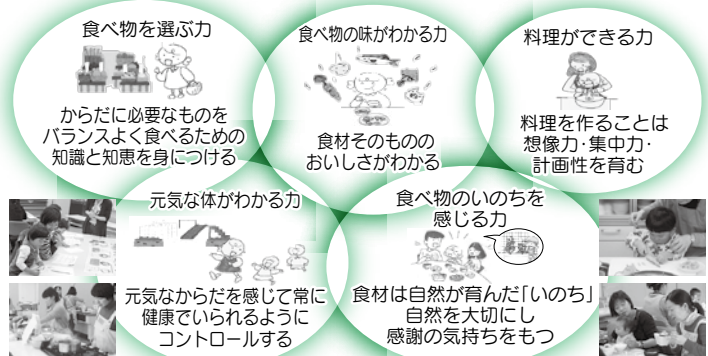 食べ物を選ぶ力
からだに必要なものを
バランスよく食べるための
知識と知恵を身につける
食べ物の味がわかる力
食材そのものの
おいしさがわかる
料理ができる力
料理を作ることは
想像力・集中力・
計画性を育む
元気な体がわかる力
元気なからだを感じて常に
健康でいられるように
コントロールする
食べ物のいのちを
感じる力
食材は自然が育んだ「いのち」
自然を大切にし
感謝の気持ちをもつ